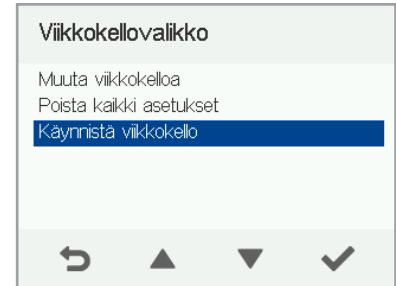 Viikkokellovalikko
Muuta viikkokelloa
Poista kaikki asetukset
Käynnistä viikkokello